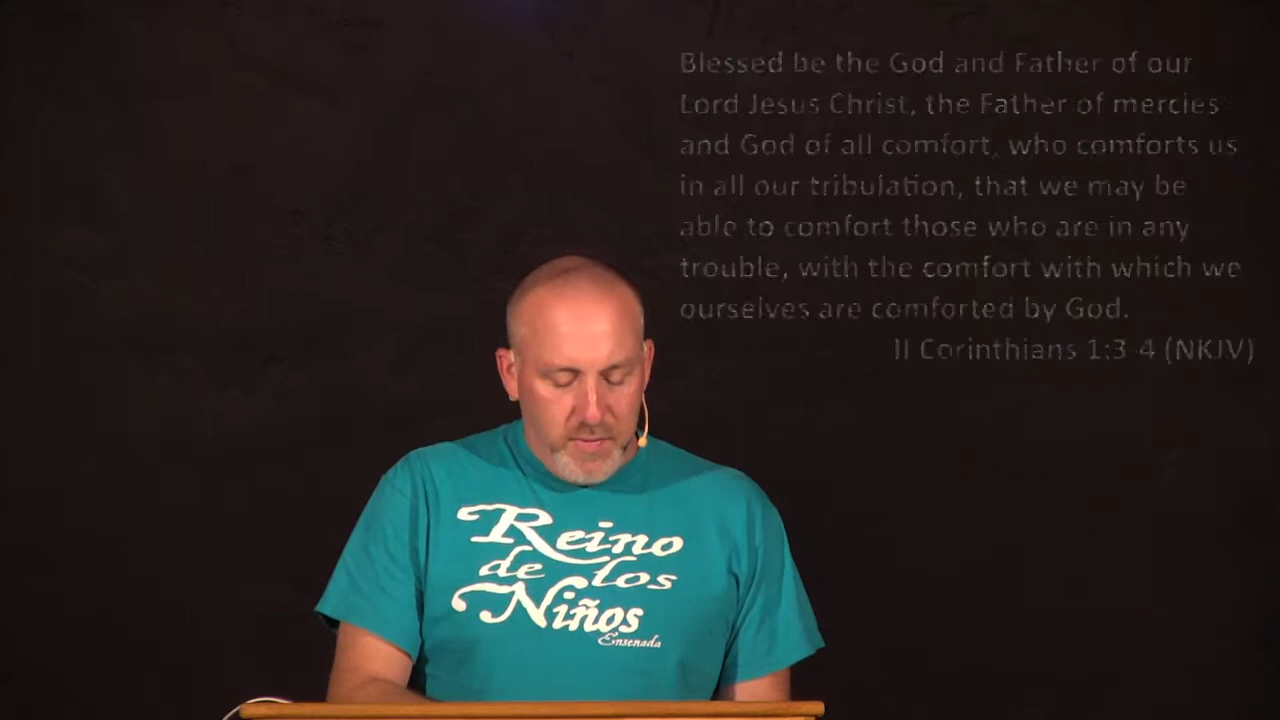 Blessed be the God and Father of our
Lord Jesus Christ, the Father of mercies
and God of all comfort, who comforts us
in all our tribulation, that we may be
able to comfort those who are in any
trouble, with the comfort with which we
ourselves are comforted by God.
II Corinthians 1:3-4 (NKJV)
Reino
de los
Niños
Ensenada